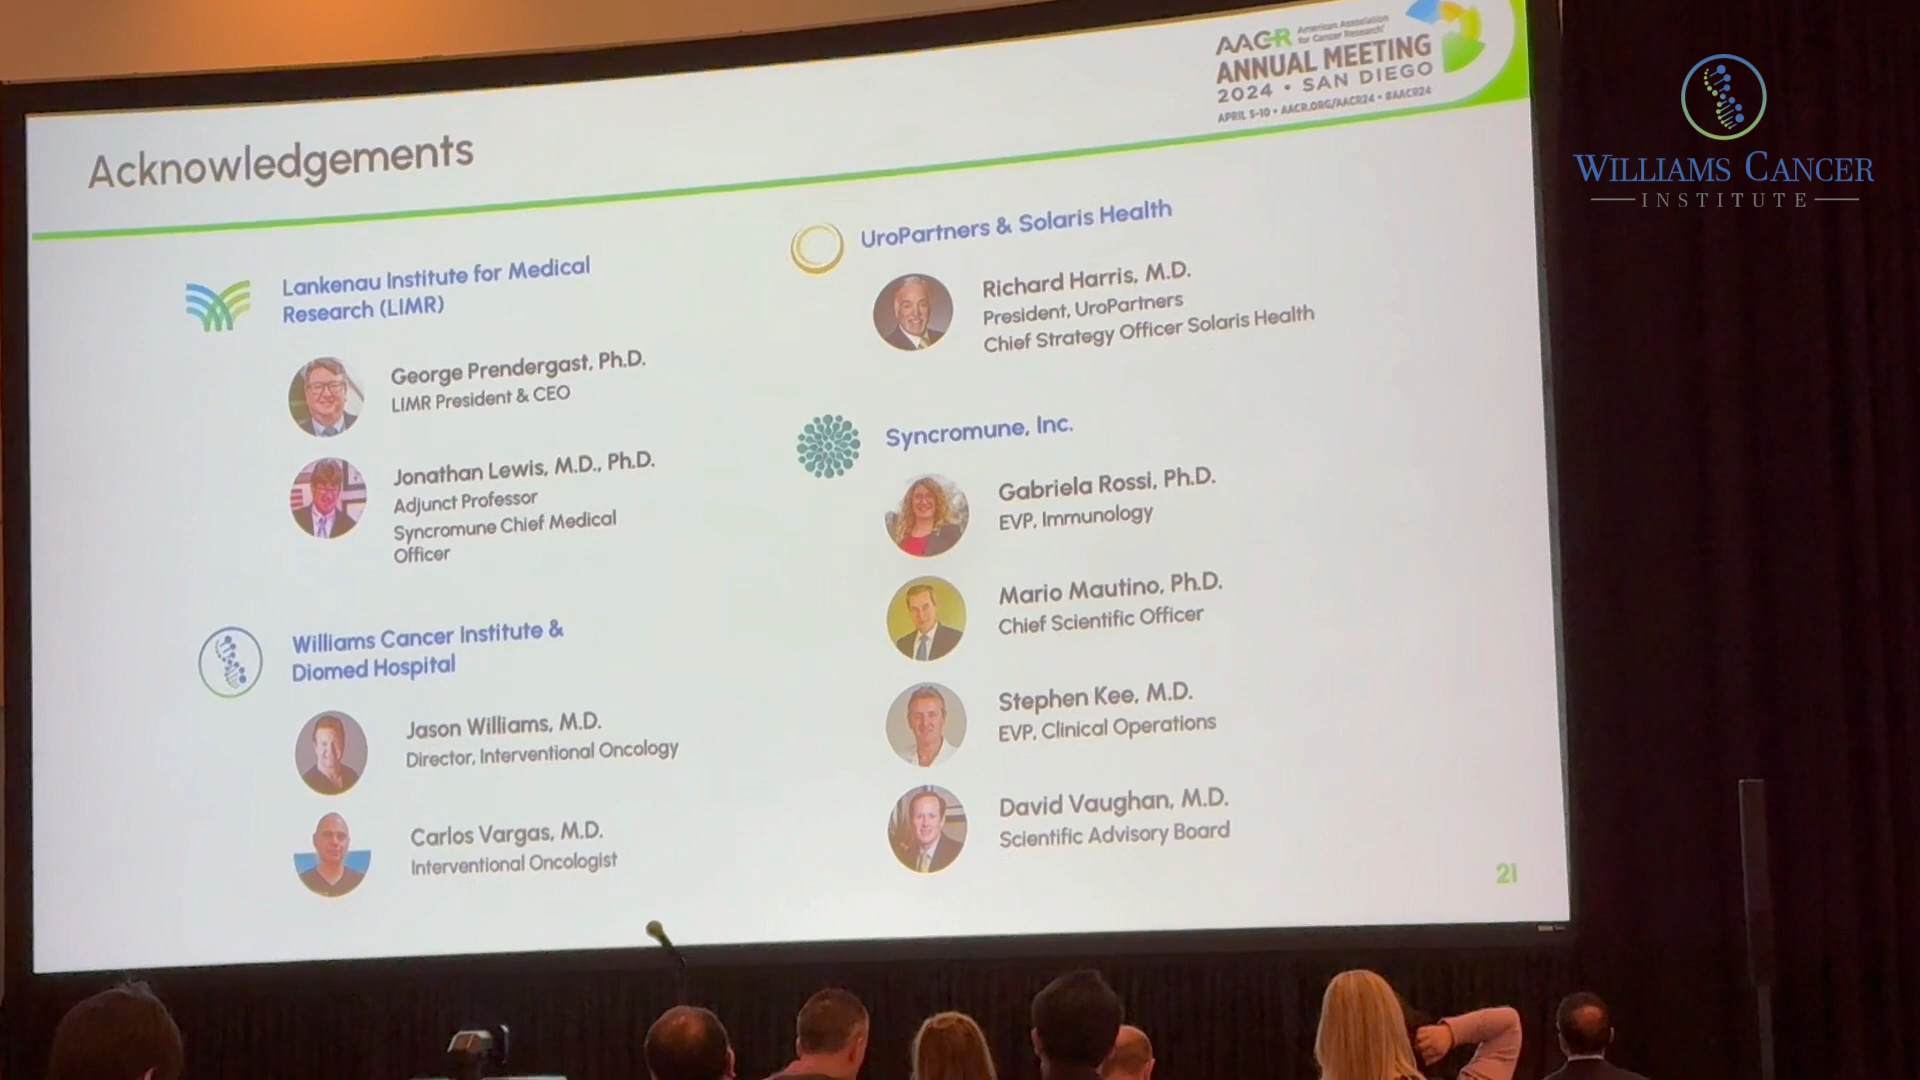 AACR American Association
for Cancer Research
ANNUAL MEETING
2024 • SAN DIEGO
APRIL 5-10 • AACR.ORG/AACR24 • #AACR24
WILLIAMS CANCER
INSTITUTE
Acknowledgements
Lankenau Institute for Medical
Research (LIMR)
George Prendergast, Ph.D.
LIMR President & CEO
Jonathan Lewis, M.D., Ph.D.
Adjunct Professor
Syncromune Chief Medical
Officer
Williams Cancer Institute &
Diomed Hospital
Jason Williams, M.D.
Director, Interventional Oncology
Carlos Vargas, M.D.
Interventional Oncologist
UroPartners & Solaris Health
Richard Harris, M.D.
President, UroPartners
Chief Strategy Officer Solaris Health
Syncromune, Inc.
Gabriela Rossi, Ph.D.
EVP, Immunology
Mario Mautino, Ph.D.
Chief Scientific Officer
Stephen Kee, M.D.
EVP, Clinical Operations
David Vaughan, M.D.
Scientific Advisory Board
21